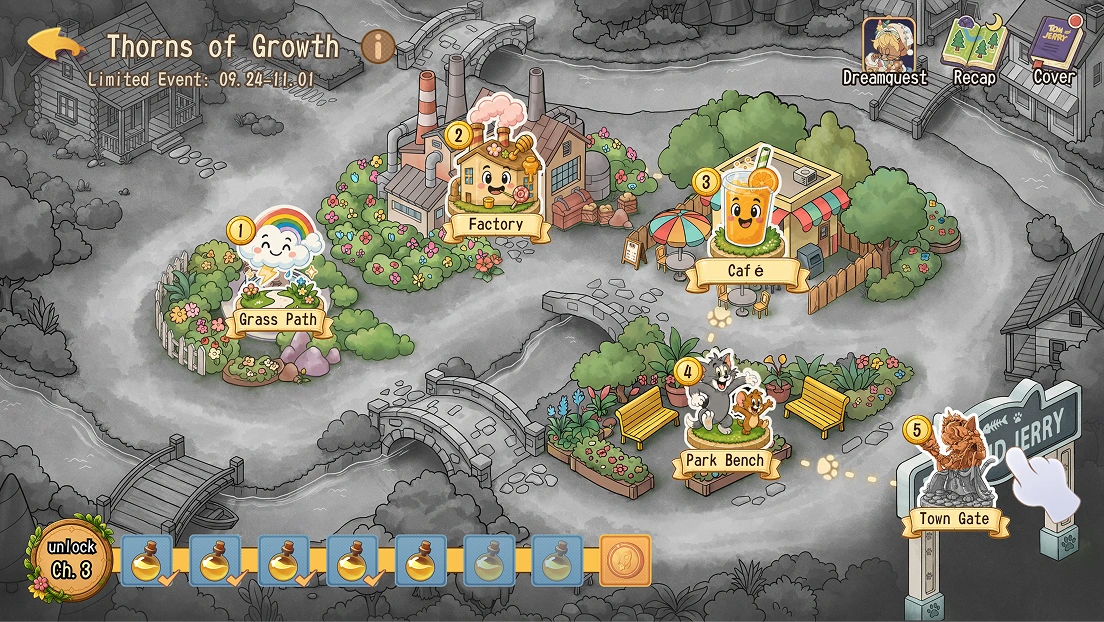 Thorns of Growth
i
Limited Event: 09.24-11.01
Dreamquest
Recap
TOM and JERRY
Cover
2
Factory
3
Café
1
Grass Path
4
Park Bench
5
JERRY
Town Gate
unlock
Ch. 3